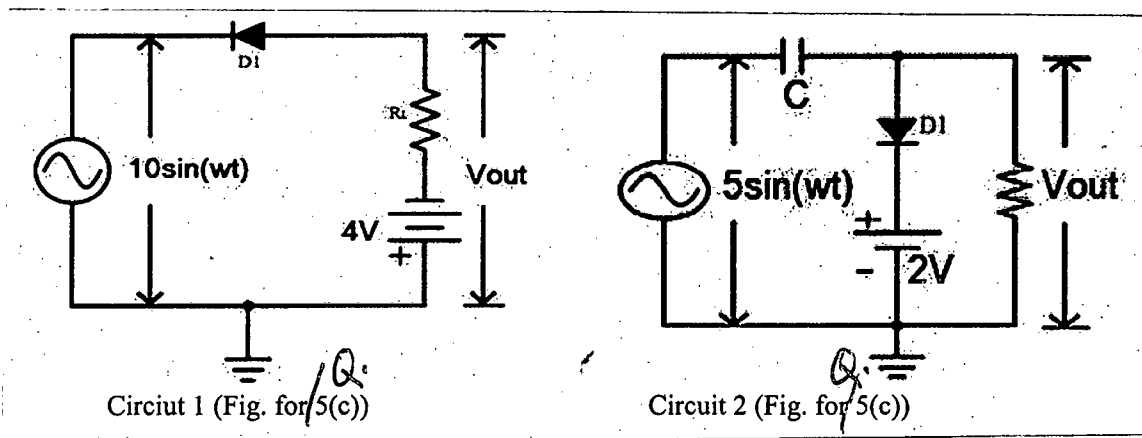 D1
RL
10sin(wt)
Vout
4V
+
Circiut 1 (Fig. for Q. 5(c))
C
D1
5sin(wt)
Vout
+
-
2V
Circuit 2 (Fig. for Q. 5(c))